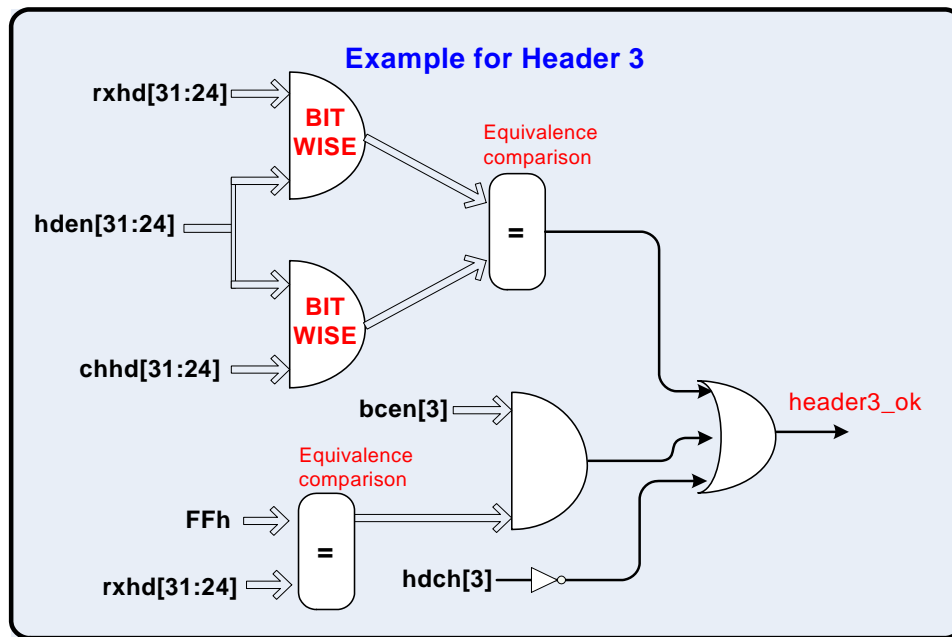 Example for Header 3
rxhd[31:24]
BIT
WISE
Equivalence
comparison
hden[31:24]
=
BIT
WISE
chhd[31:24]
bcen[3]
header3_ok
Equivalence
comparison
FFh
=
rxhd[31:24]
hdch[3]